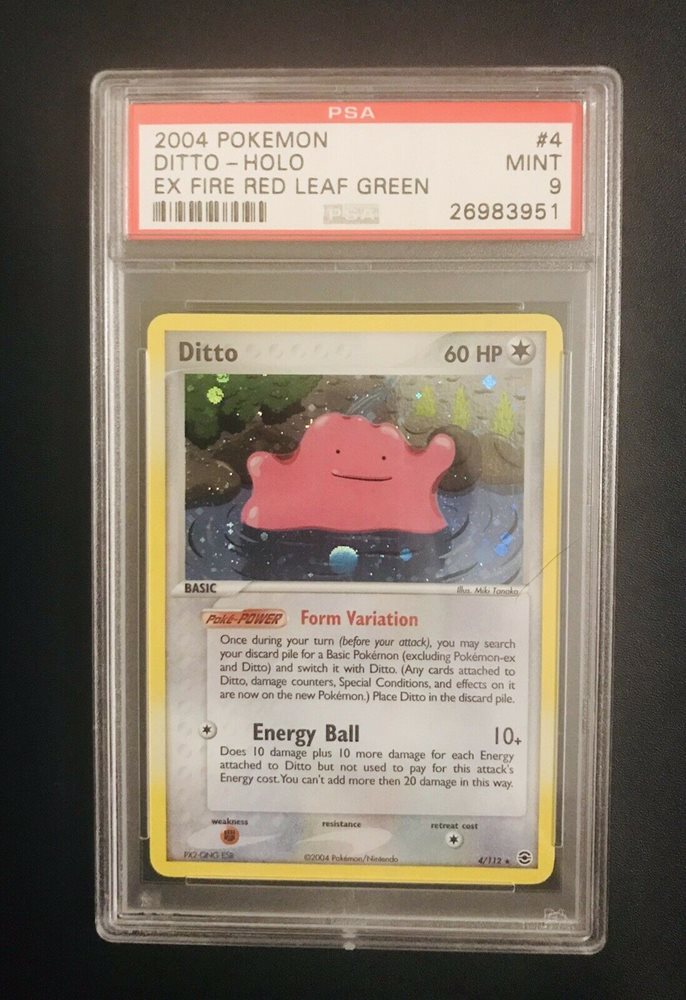 PSA
2004 POKEMON #4
DITTO - HOLO MINT
EX FIRE RED LEAF GREEN 9
PSA 26983951
Ditto 60 HP
BASIC Illus. Miki Tanaka
Poké-POWER Form Variation
Once during your turn (before your attack), you may search
your discard pile for a Basic Pokémon (excluding Pokémon-ex
and Ditto) and switch it with Ditto. (Any cards attached to
Ditto, damage counters, Special Conditions, and effects on it
are now on the new Pokémon.) Place Ditto in the discard pile.
Energy Ball 10+
Does 10 damage plus 10 more damage for each Energy
attached to Ditto but not used to pay for this attack's
Energy cost. You can't add more then 20 damage in this way.
weakness resistance retreat cost
©2004 Pokémon/Nintendo 4/112 ★